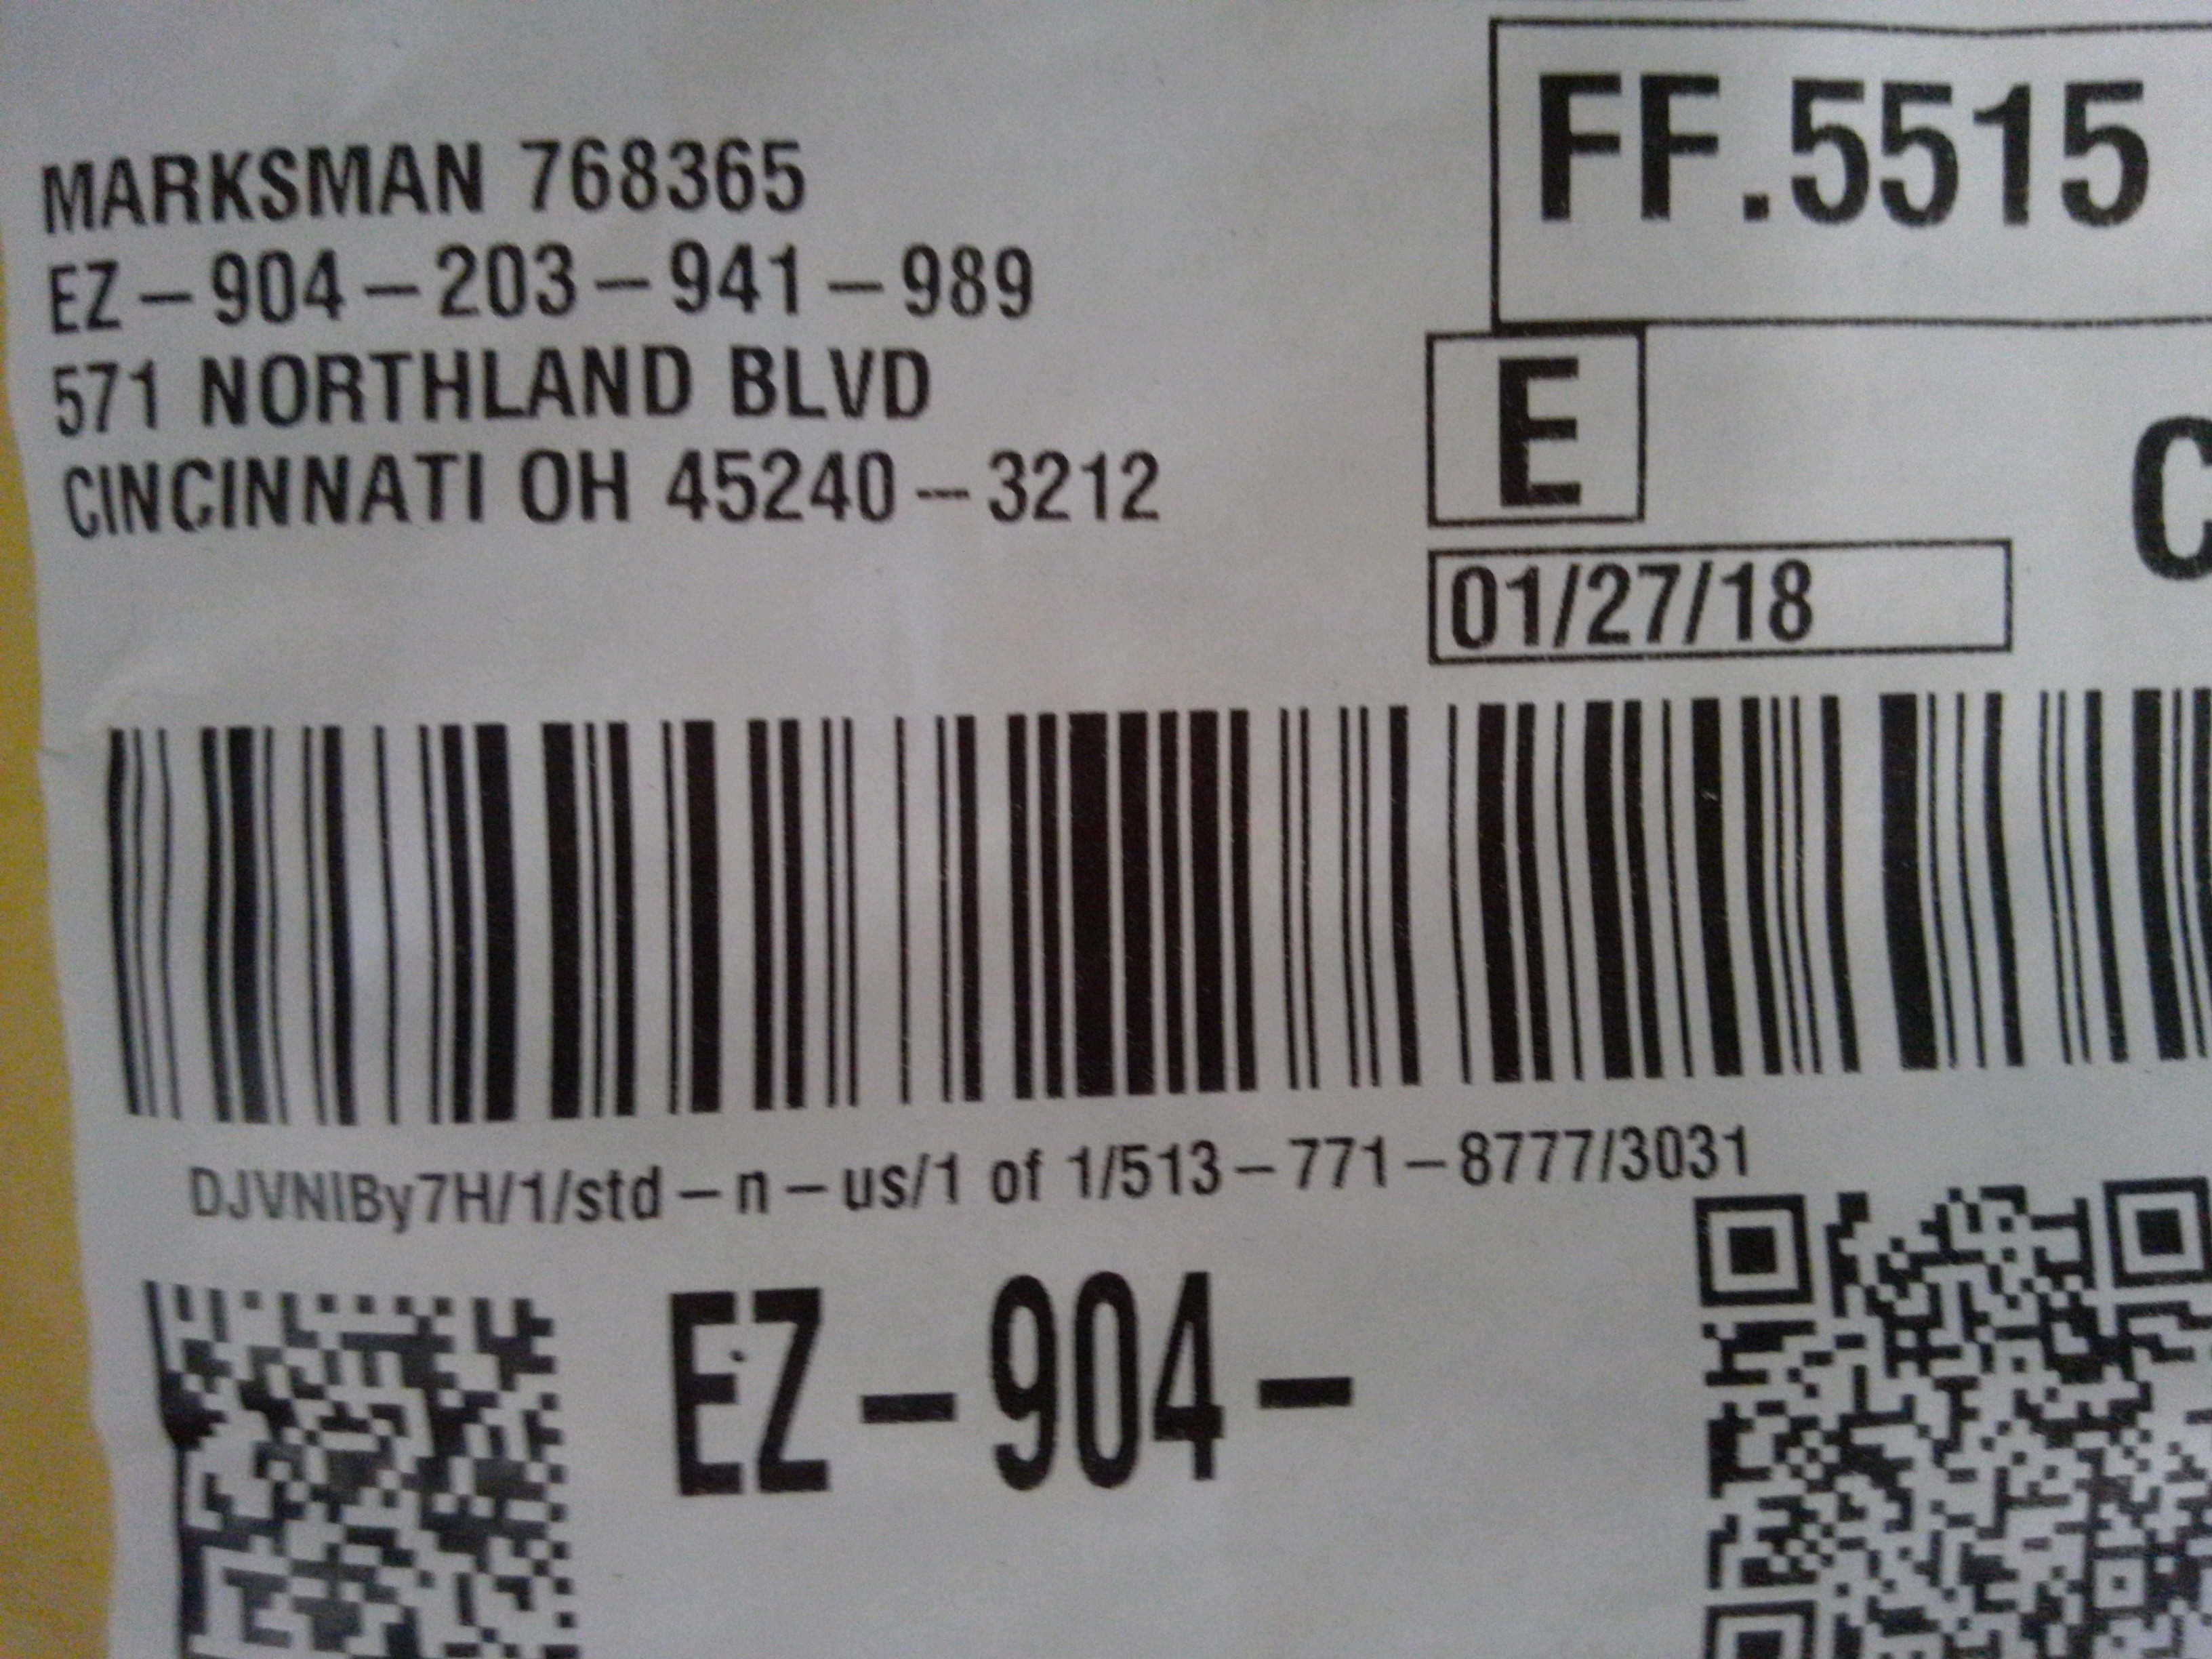 MARKSMAN 768365
EZ-904-203-941-989
571 NORTHLAND BLVD
CINCINNATI OH 45240-3212
FF.5515
E
C
01/27/18
DJVNIBy7H/1/std-n-us/1 of 1/513-771-8777/3031
EZ-904-